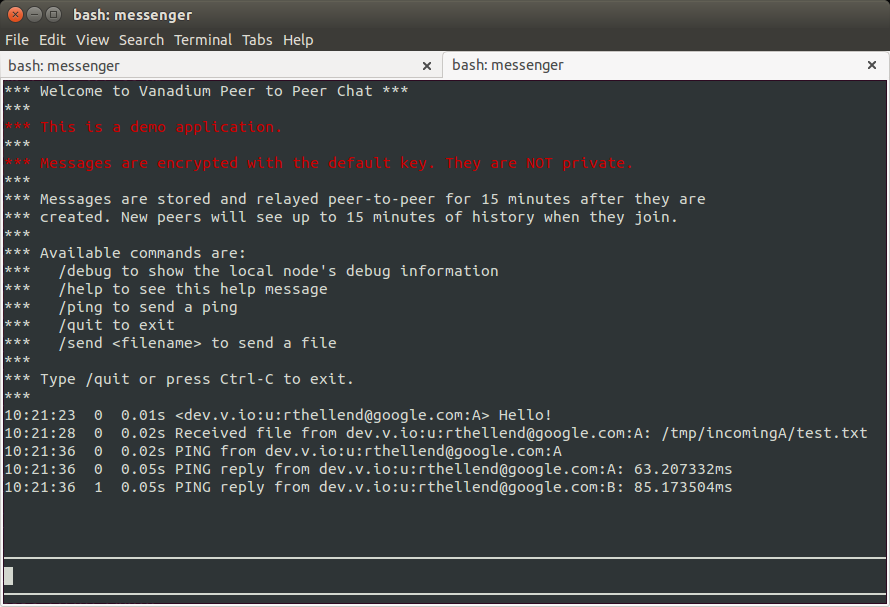 bash: messenger
File Edit View Search Terminal Tabs Help
bash: messenger bash: messenger
*** Welcome to Vanadium Peer to Peer Chat ***
***
*** This is a demo application.
***
*** Messages are encrypted with the default key. They are NOT private.
***
*** Messages are stored and relayed peer-to-peer for 15 minutes after they are
*** created. New peers will see up to 15 minutes of history when they join.
***
*** Available commands are:
***   /debug to show the local node's debug information
***   /help to see this help message
***   /ping to send a ping
***   /quit to exit
***   /send <filename> to send a file
***
*** Type /quit or press Ctrl-C to exit.
***
10:21:23  0  0.01s <dev.v.io:u:rthellend@google.com:A> Hello!
10:21:28  0  0.02s Received file from dev.v.io:u:rthellend@google.com:A: /tmp/incomingA/test.txt
10:21:36  0  0.02s PING from dev.v.io:u:rthellend@google.com:A
10:21:36  0  0.05s PING reply from dev.v.io:u:rthellend@google.com:A: 63.207332ms
10:21:36  1  0.05s PING reply from dev.v.io:u:rthellend@google.com:B: 85.173504ms